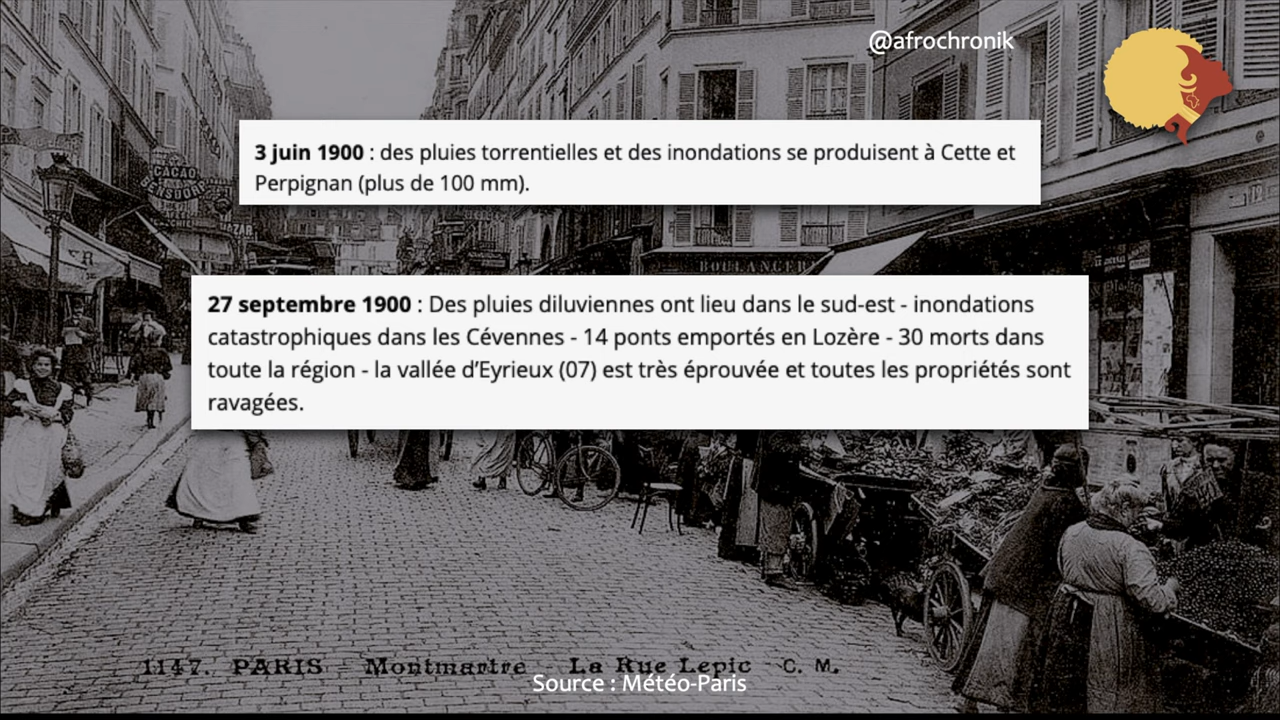 @afrochronik
3 juin 1900 : des pluies torrentielles et des inondations se produisent à Cette et
Perpignan (plus de 100 mm).
CACAO
BENSDORP
BAZAR
BOULANGERI
27 septembre 1900 : Des pluies diluviennes ont lieu dans le sud-est - inondations
catastrophiques dans les Cévennes - 14 ponts emportés en Lozère - 30 morts dans
toute la région - la vallée d’Eyrieux (07) est très éprouvée et toutes les propriétés sont
ravagées.
1147. PARIS - Montmartre - La Rue Lepic - C. M.
Source : Météo-Paris